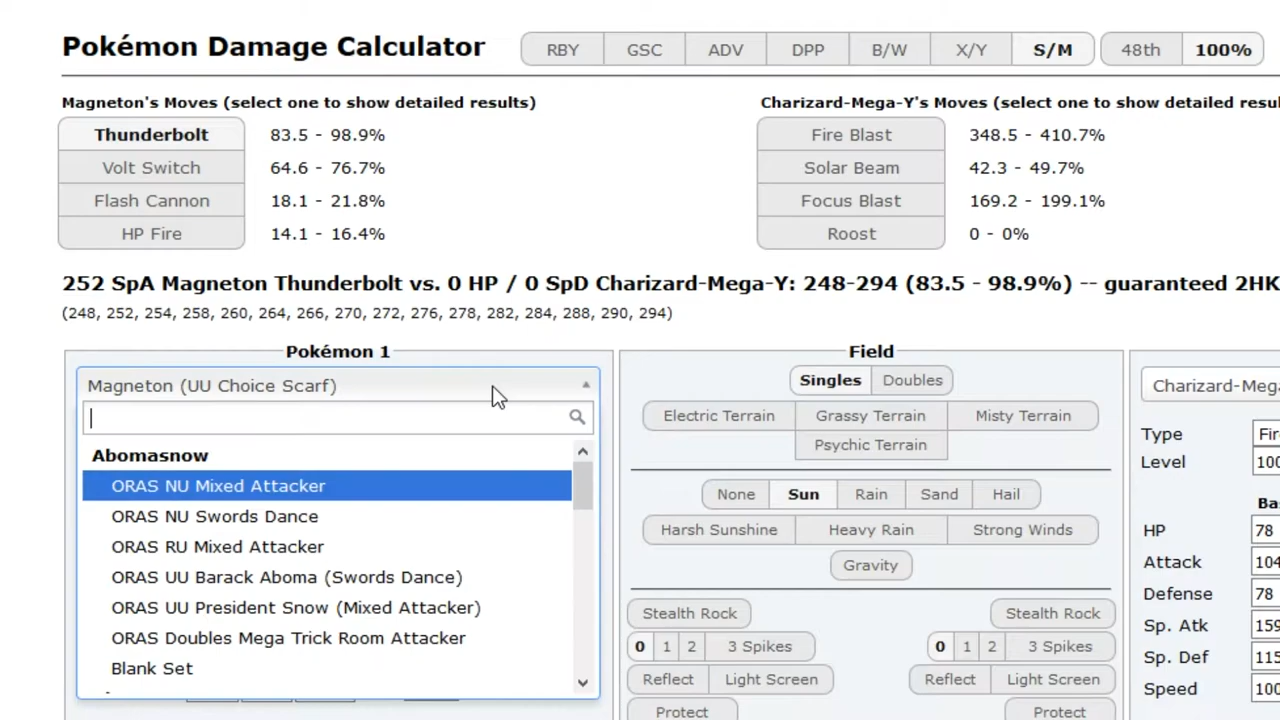 Pokémon Damage Calculator
RBY GSC ADV DPP B/W X/Y S/M 48th 100%
Magneton's Moves (select one to show detailed results)
Thunderbolt 83.5 - 98.9%
Volt Switch 64.6 - 76.7%
Flash Cannon 18.1 - 21.8%
HP Fire 14.1 - 16.4%
Charizard-Mega-Y's Moves (select one to show detailed resul
Fire Blast 348.5 - 410.7%
Solar Beam 42.3 - 49.7%
Focus Blast 169.2 - 199.1%
Roost 0 - 0%
252 SpA Magneton Thunderbolt vs. 0 HP / 0 SpD Charizard-Mega-Y: 248-294 (83.5 - 98.9%) -- guaranteed 2HK
(248, 252, 254, 258, 260, 264, 266, 270, 272, 276, 278, 282, 284, 288, 290, 294)
Pokémon 1
Magneton (UU Choice Scarf)
Abomasnow
ORAS NU Mixed Attacker
ORAS NU Swords Dance
ORAS RU Mixed Attacker
ORAS UU Barack Aboma (Swords Dance)
ORAS UU President Snow (Mixed Attacker)
ORAS Doubles Mega Trick Room Attacker
Blank Set
Field
Singles Doubles
Electric Terrain Grassy Terrain Misty Terrain
Psychic Terrain
None Sun Rain Sand Hail
Harsh Sunshine Heavy Rain Strong Winds
Gravity
Stealth Rock Stealth Rock
0 1 2 3 Spikes 0 1 2 3 Spikes
Reflect Light Screen Reflect Light Screen
Protect Protect
Charizard-Mega
Type Fir
Level 100
Ba
HP 78
Attack 104
Defense 78
Sp. Atk 159
Sp. Def 115
Speed 100